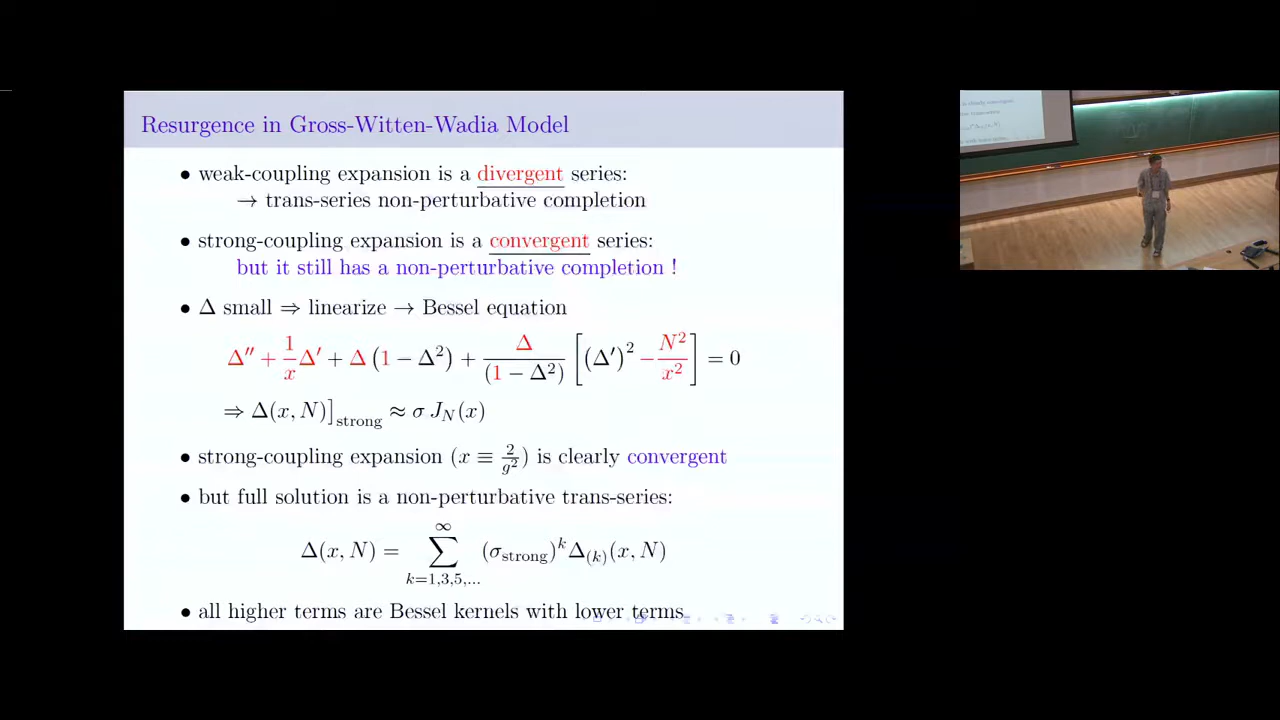 Resurgence in Gross-Witten-Wadia Model
• weak-coupling expansion is a divergent series:
→ trans-series non-perturbative completion
• strong-coupling expansion is a convergent series:
but it still has a non-perturbative completion !
• Δ small ⇒ linearize → Bessel equation
Δ′′ + 1/x Δ′ + Δ (1 − Δ²) + Δ/(1 − Δ²) [(Δ′)² − N²/x²] = 0
⇒ Δ(x, N)]strong ≈ σ J_N(x)
• strong-coupling expansion (x ≡ 2/g²) is clearly convergent
• but full solution is a non-perturbative trans-series:
Δ(x, N) = ∑_{k=1,3,5,...}^{∞} (σ_strong)^k Δ_(k)(x, N)
• all higher terms are Bessel kernels with lower terms